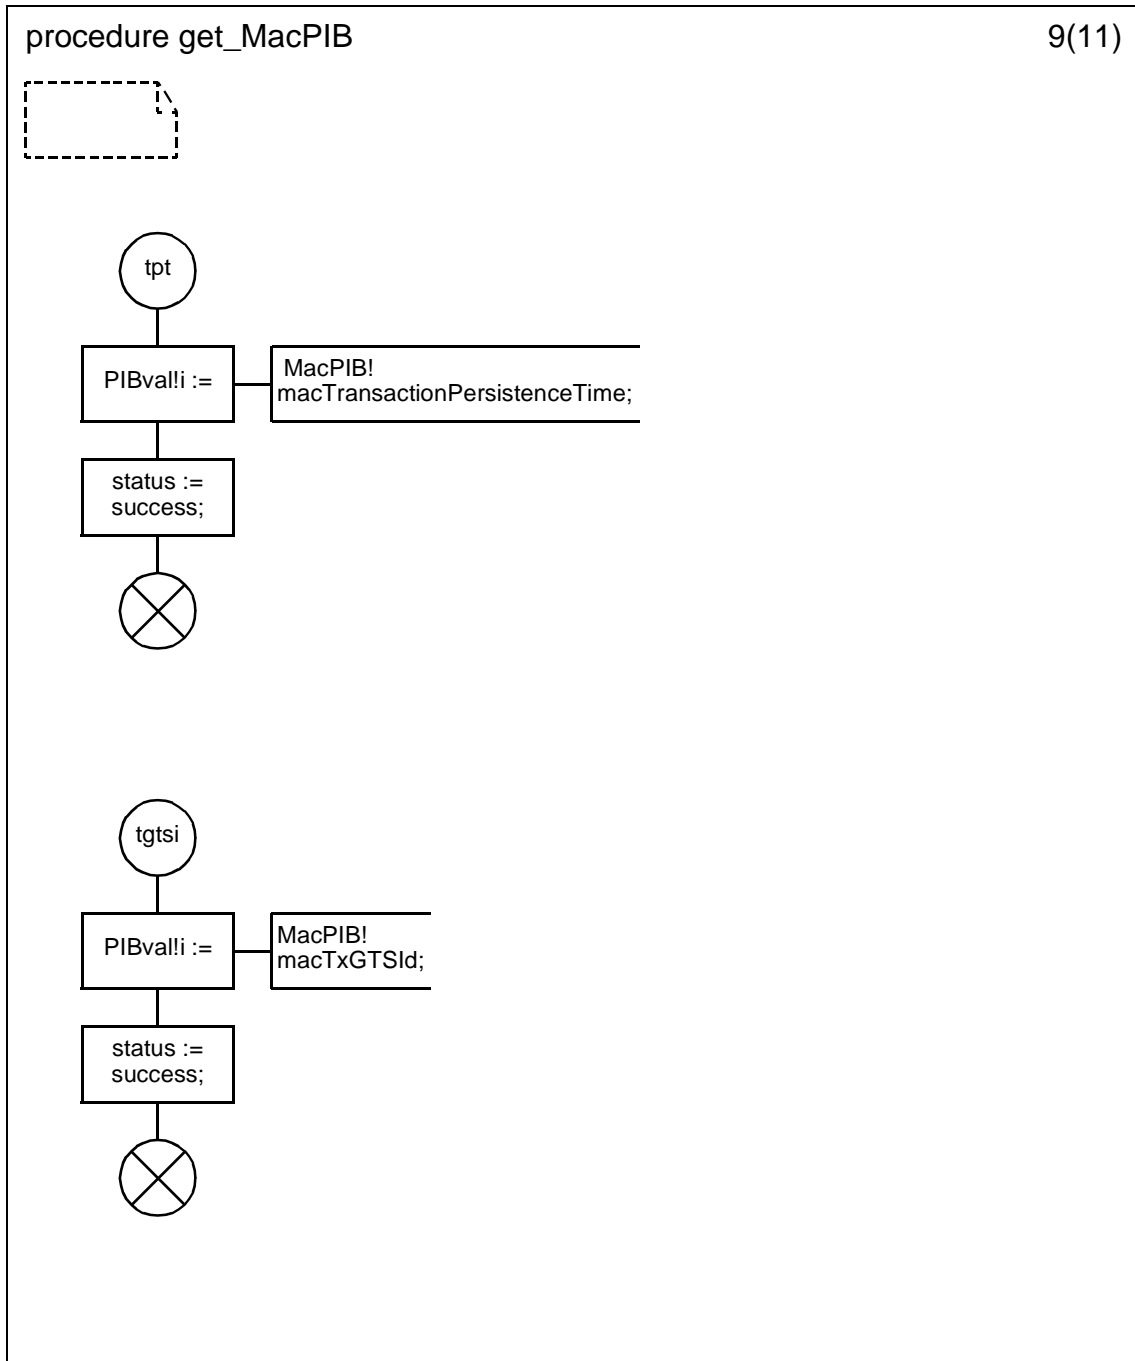 procedure get_MacPIB
9(11)
tpt
PIBval!i :=
MacPIB!
macTransactionPersistenceTime;
status :=
success;
tgtsi
PIBval!i :=
MacPIB!
macTxGTSId;
status :=
success;